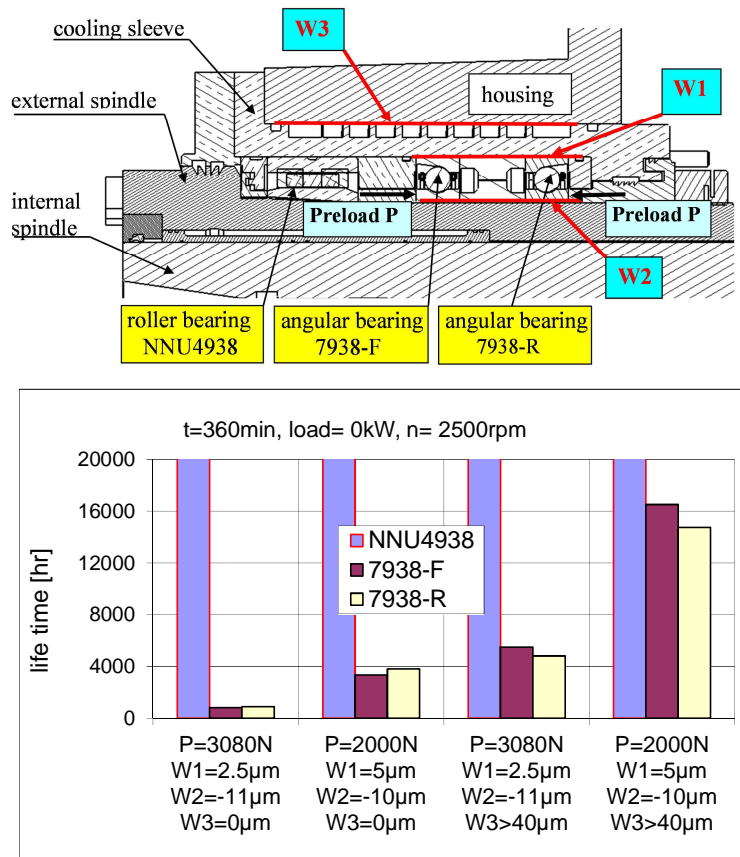 cooling sleeve
W3
housing
W1
external spindle
internal
spindle
Preload P
Preload P
W2
roller bearing
NNU4938
angular bearing
7938-F
angular bearing
7938-R
t=360min, load= 0kW, n= 2500rpm
life time [hr]
20000
16000
12000
8000
4000
0
NNU4938
7938-F
7938-R
P=3080N
W1=2.5µm
W2=-11µm
W3=0µm
P=2000N
W1=5µm
W2=-10µm
W3=0µm
P=3080N
W1=2.5µm
W2=-11µm
W3>40µm
P=2000N
W1=5µm
W2=-10µm
W3>40µm